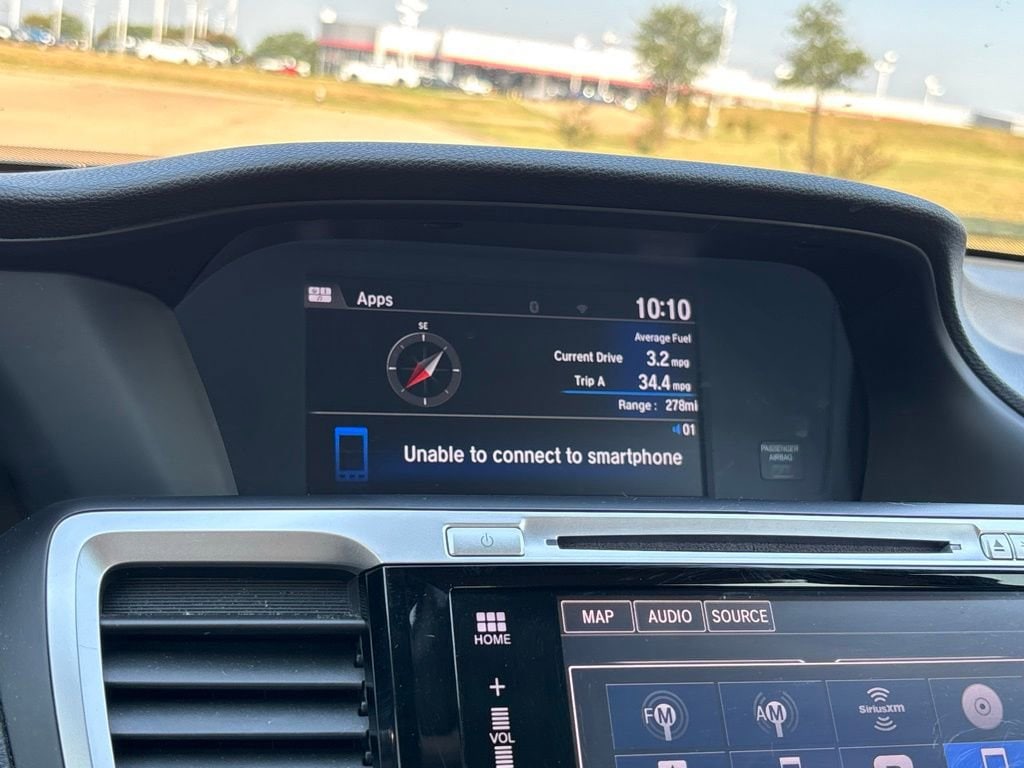 Apps
10:10
SE
Average Fuel
Current Drive 3.2 mpg
Trip A 34.4 mpg
Range : 278mi
01
Unable to connect to smartphone
PASSENGER
AIRBAG
MAP AUDIO SOURCE
HOME
+
VOL
FM AM SiriusXM